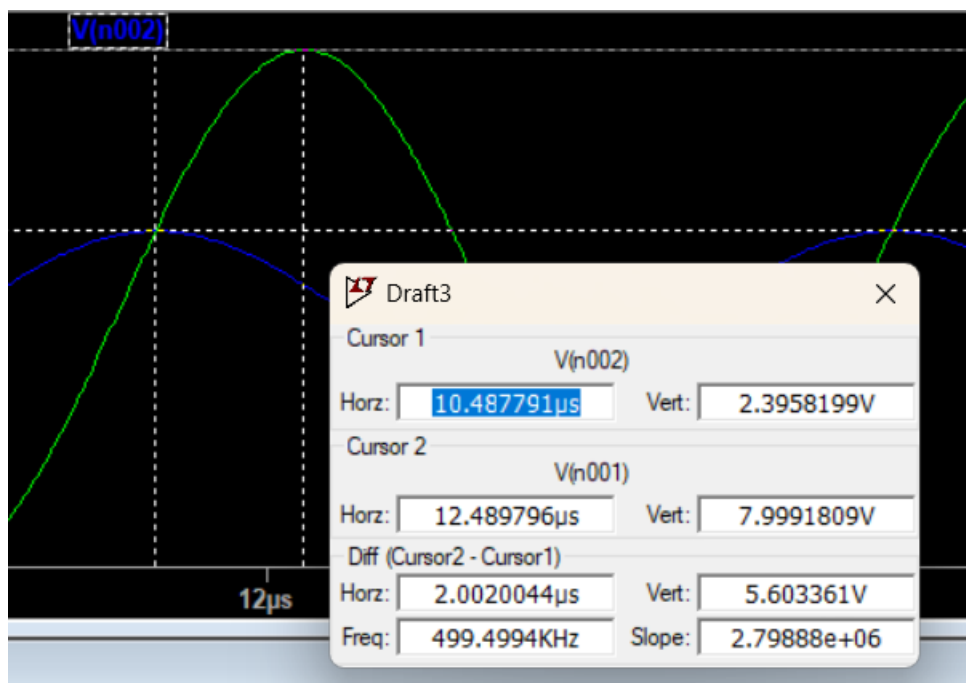 V(n002)
Draft3
Cursor 1
V(n002)
Horz: 10.487791µs Vert: 2.3958199V
Cursor 2
V(n001)
Horz: 12.489796µs Vert: 7.9991809V
Diff (Cursor2 - Cursor1)
12µs Horz: 2.0020044µs Vert: 5.603361V
Freq: 499.4994KHz Slope: 2.79888e+06